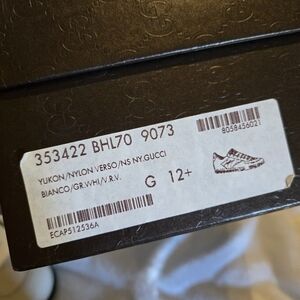 353422 BHL70 9073
8058456021
YUKON/NYLON.VERSO/NS NY.GUCCI
BIANCO/GR.WHI/V.R.V.
G 12+
ECAP512536A